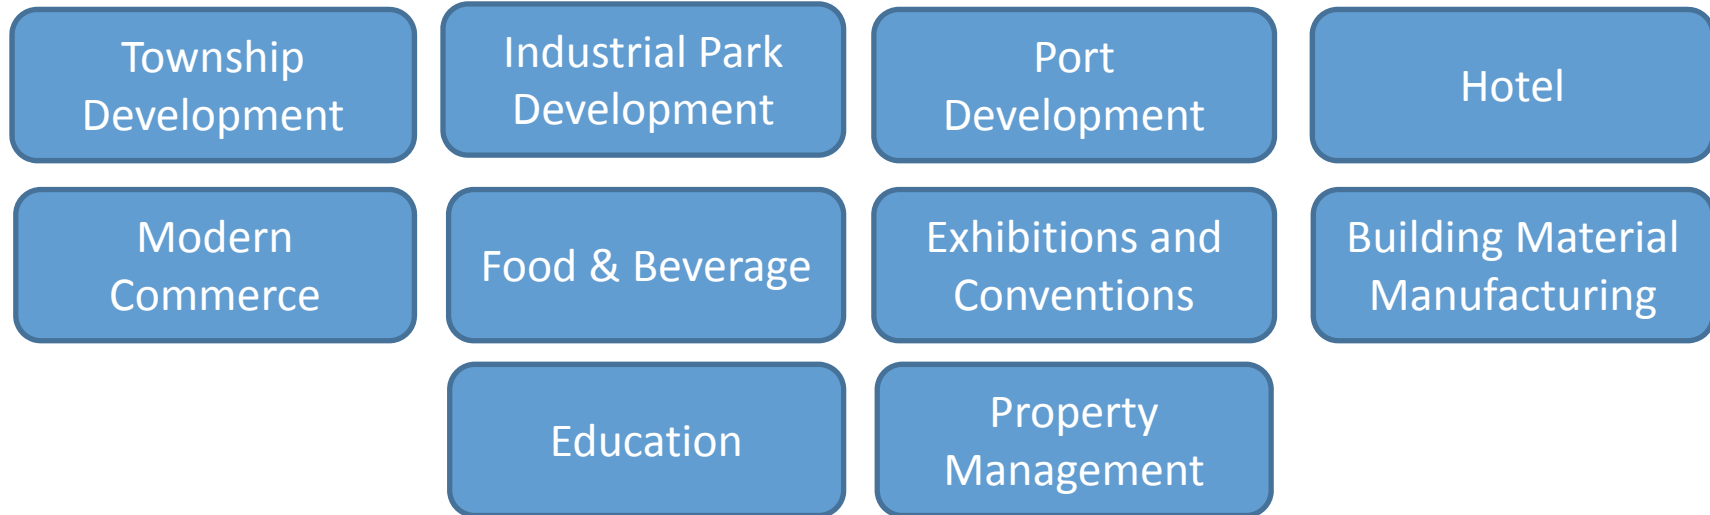 Township
Development
Industrial Park
Development
Port
Development
Hotel
Modern
Commerce
Food & Beverage
Exhibitions and
Conventions
Building Material
Manufacturing
Education
Property
Management